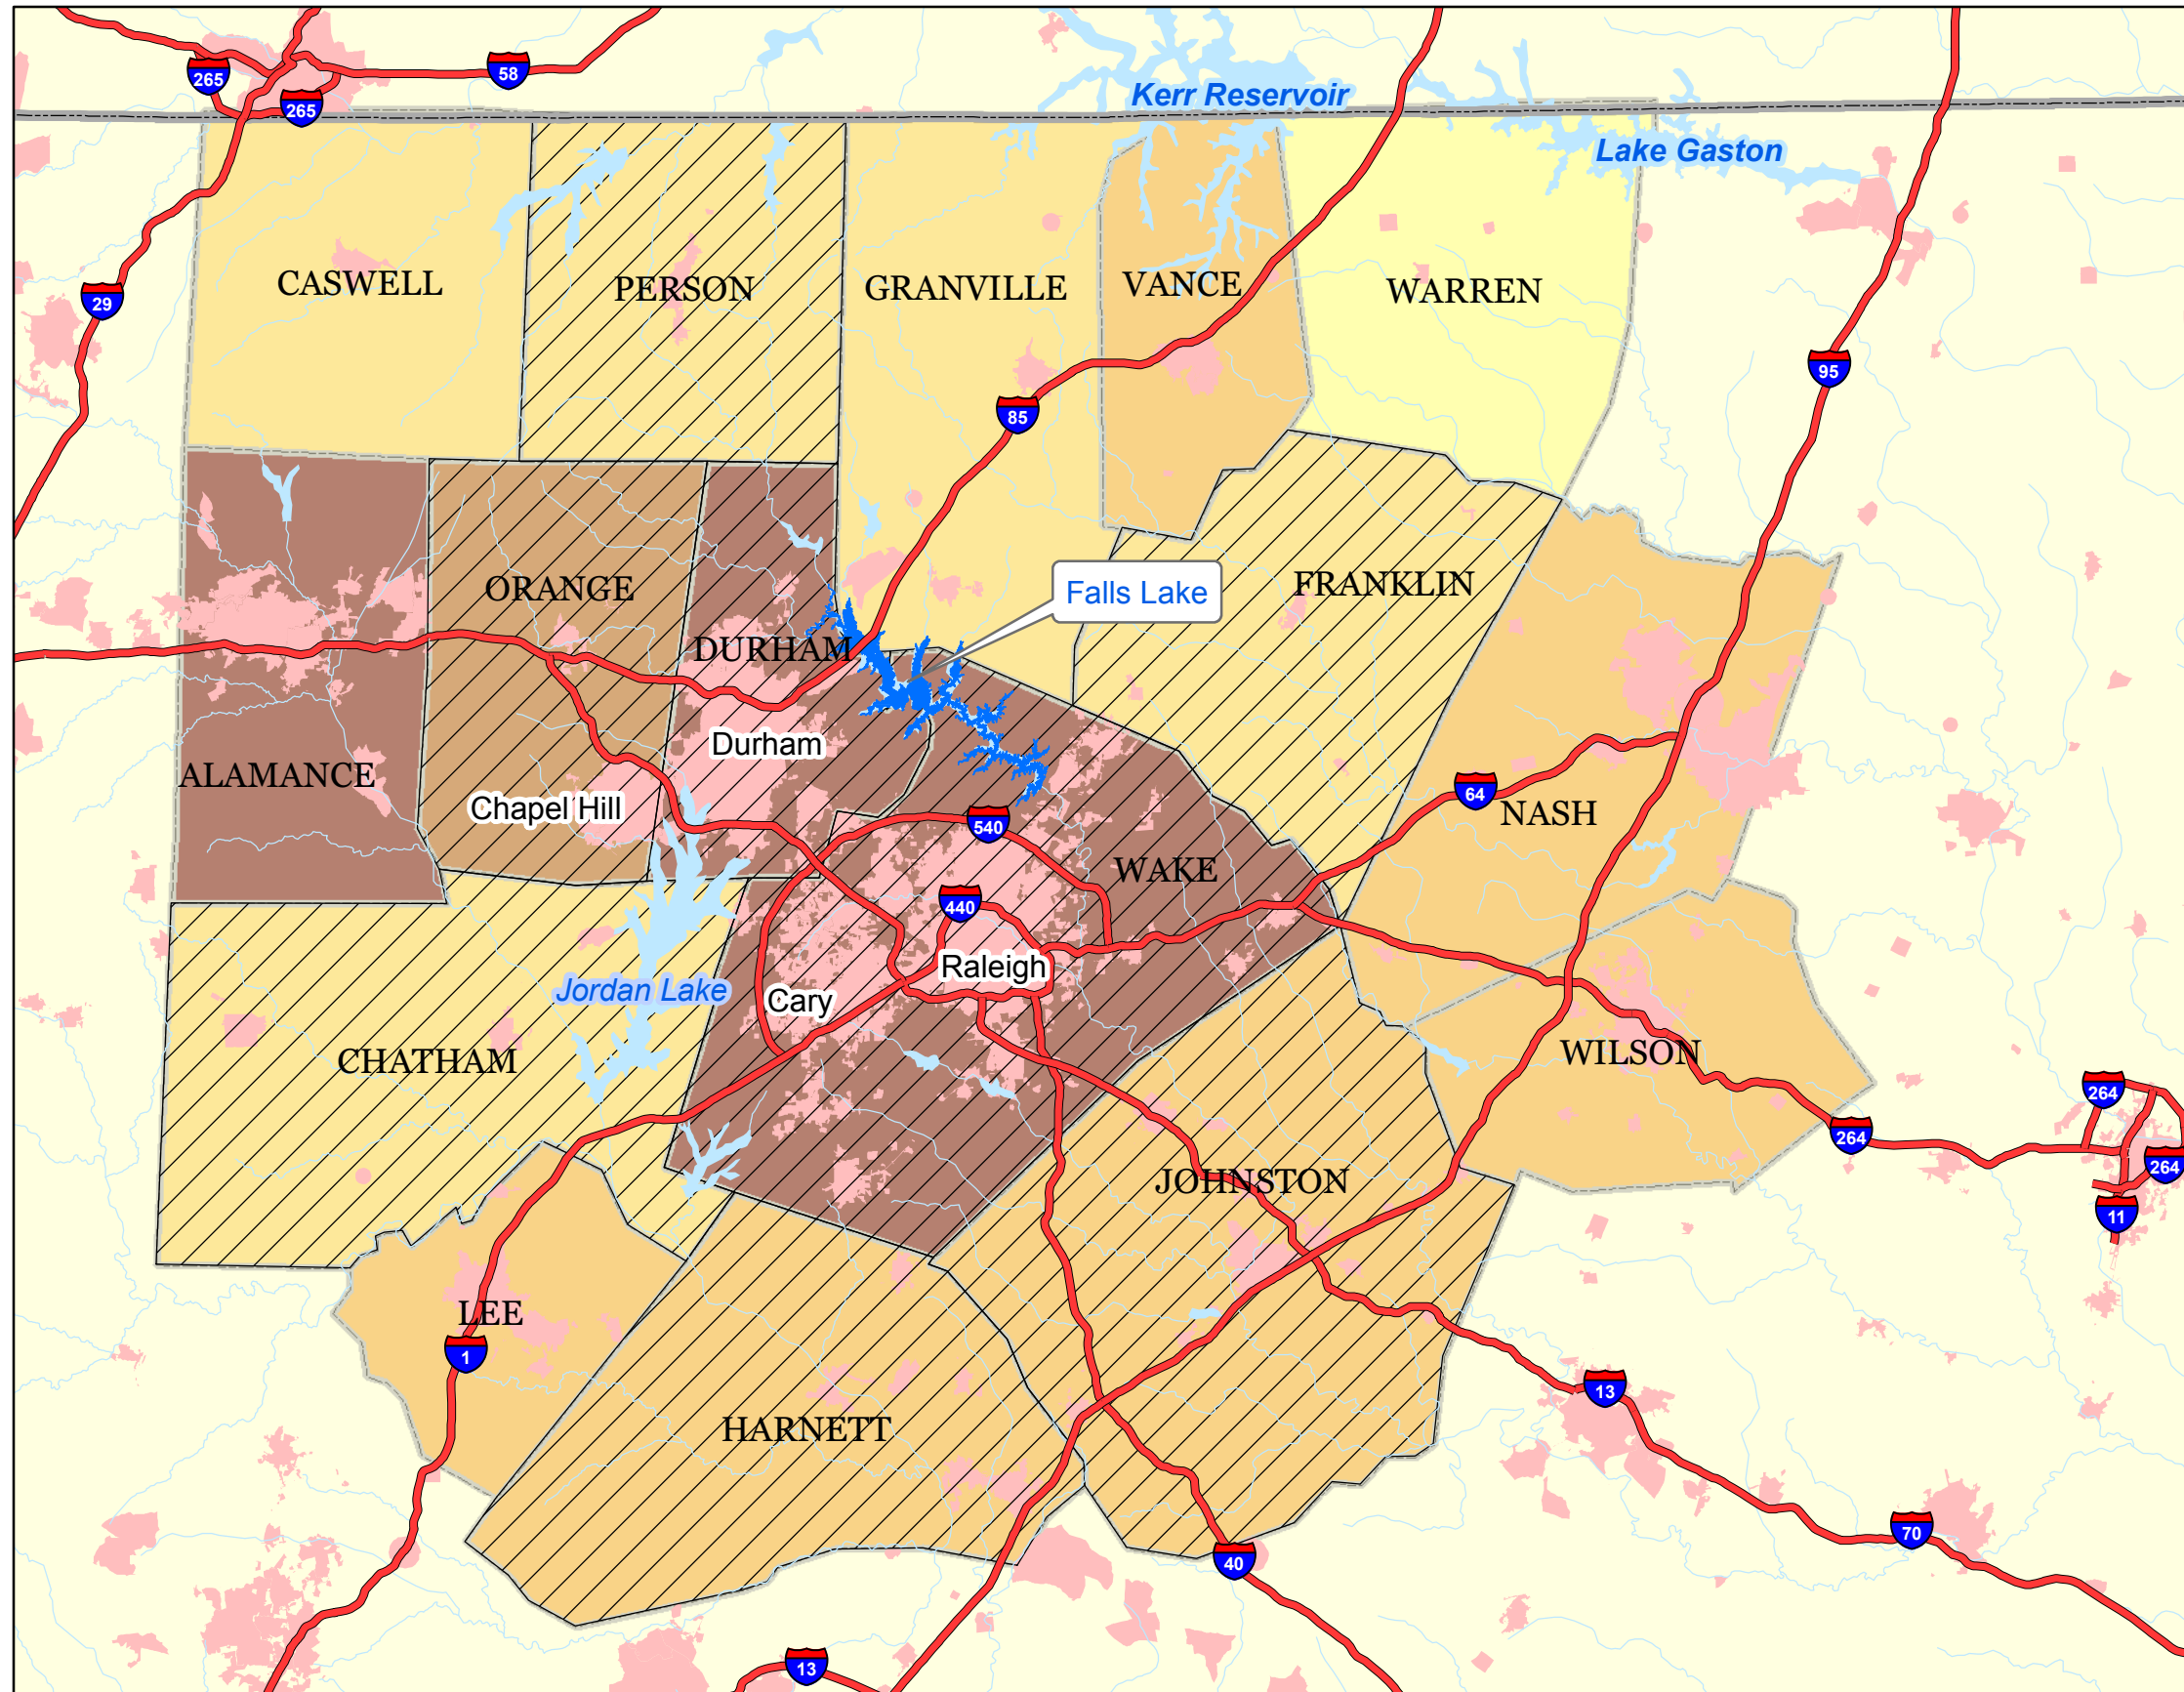 58
265
265
Kerr Reservoir
Lake Gaston
CASWELL
PERSON
GRANVILLE
VANCE
WARREN
29
95
85
ORANGE
FRANKLIN
Falls Lake
DURHAM
Durham
ALAMANCE
Chapel Hill
64
NASH
540
WAKE
440
Raleigh
Jordan Lake
Cary
CHATHAM
WILSON
264
264
264
JOHNSTON
11
LEE
1
13
HARNETT
70
40
13